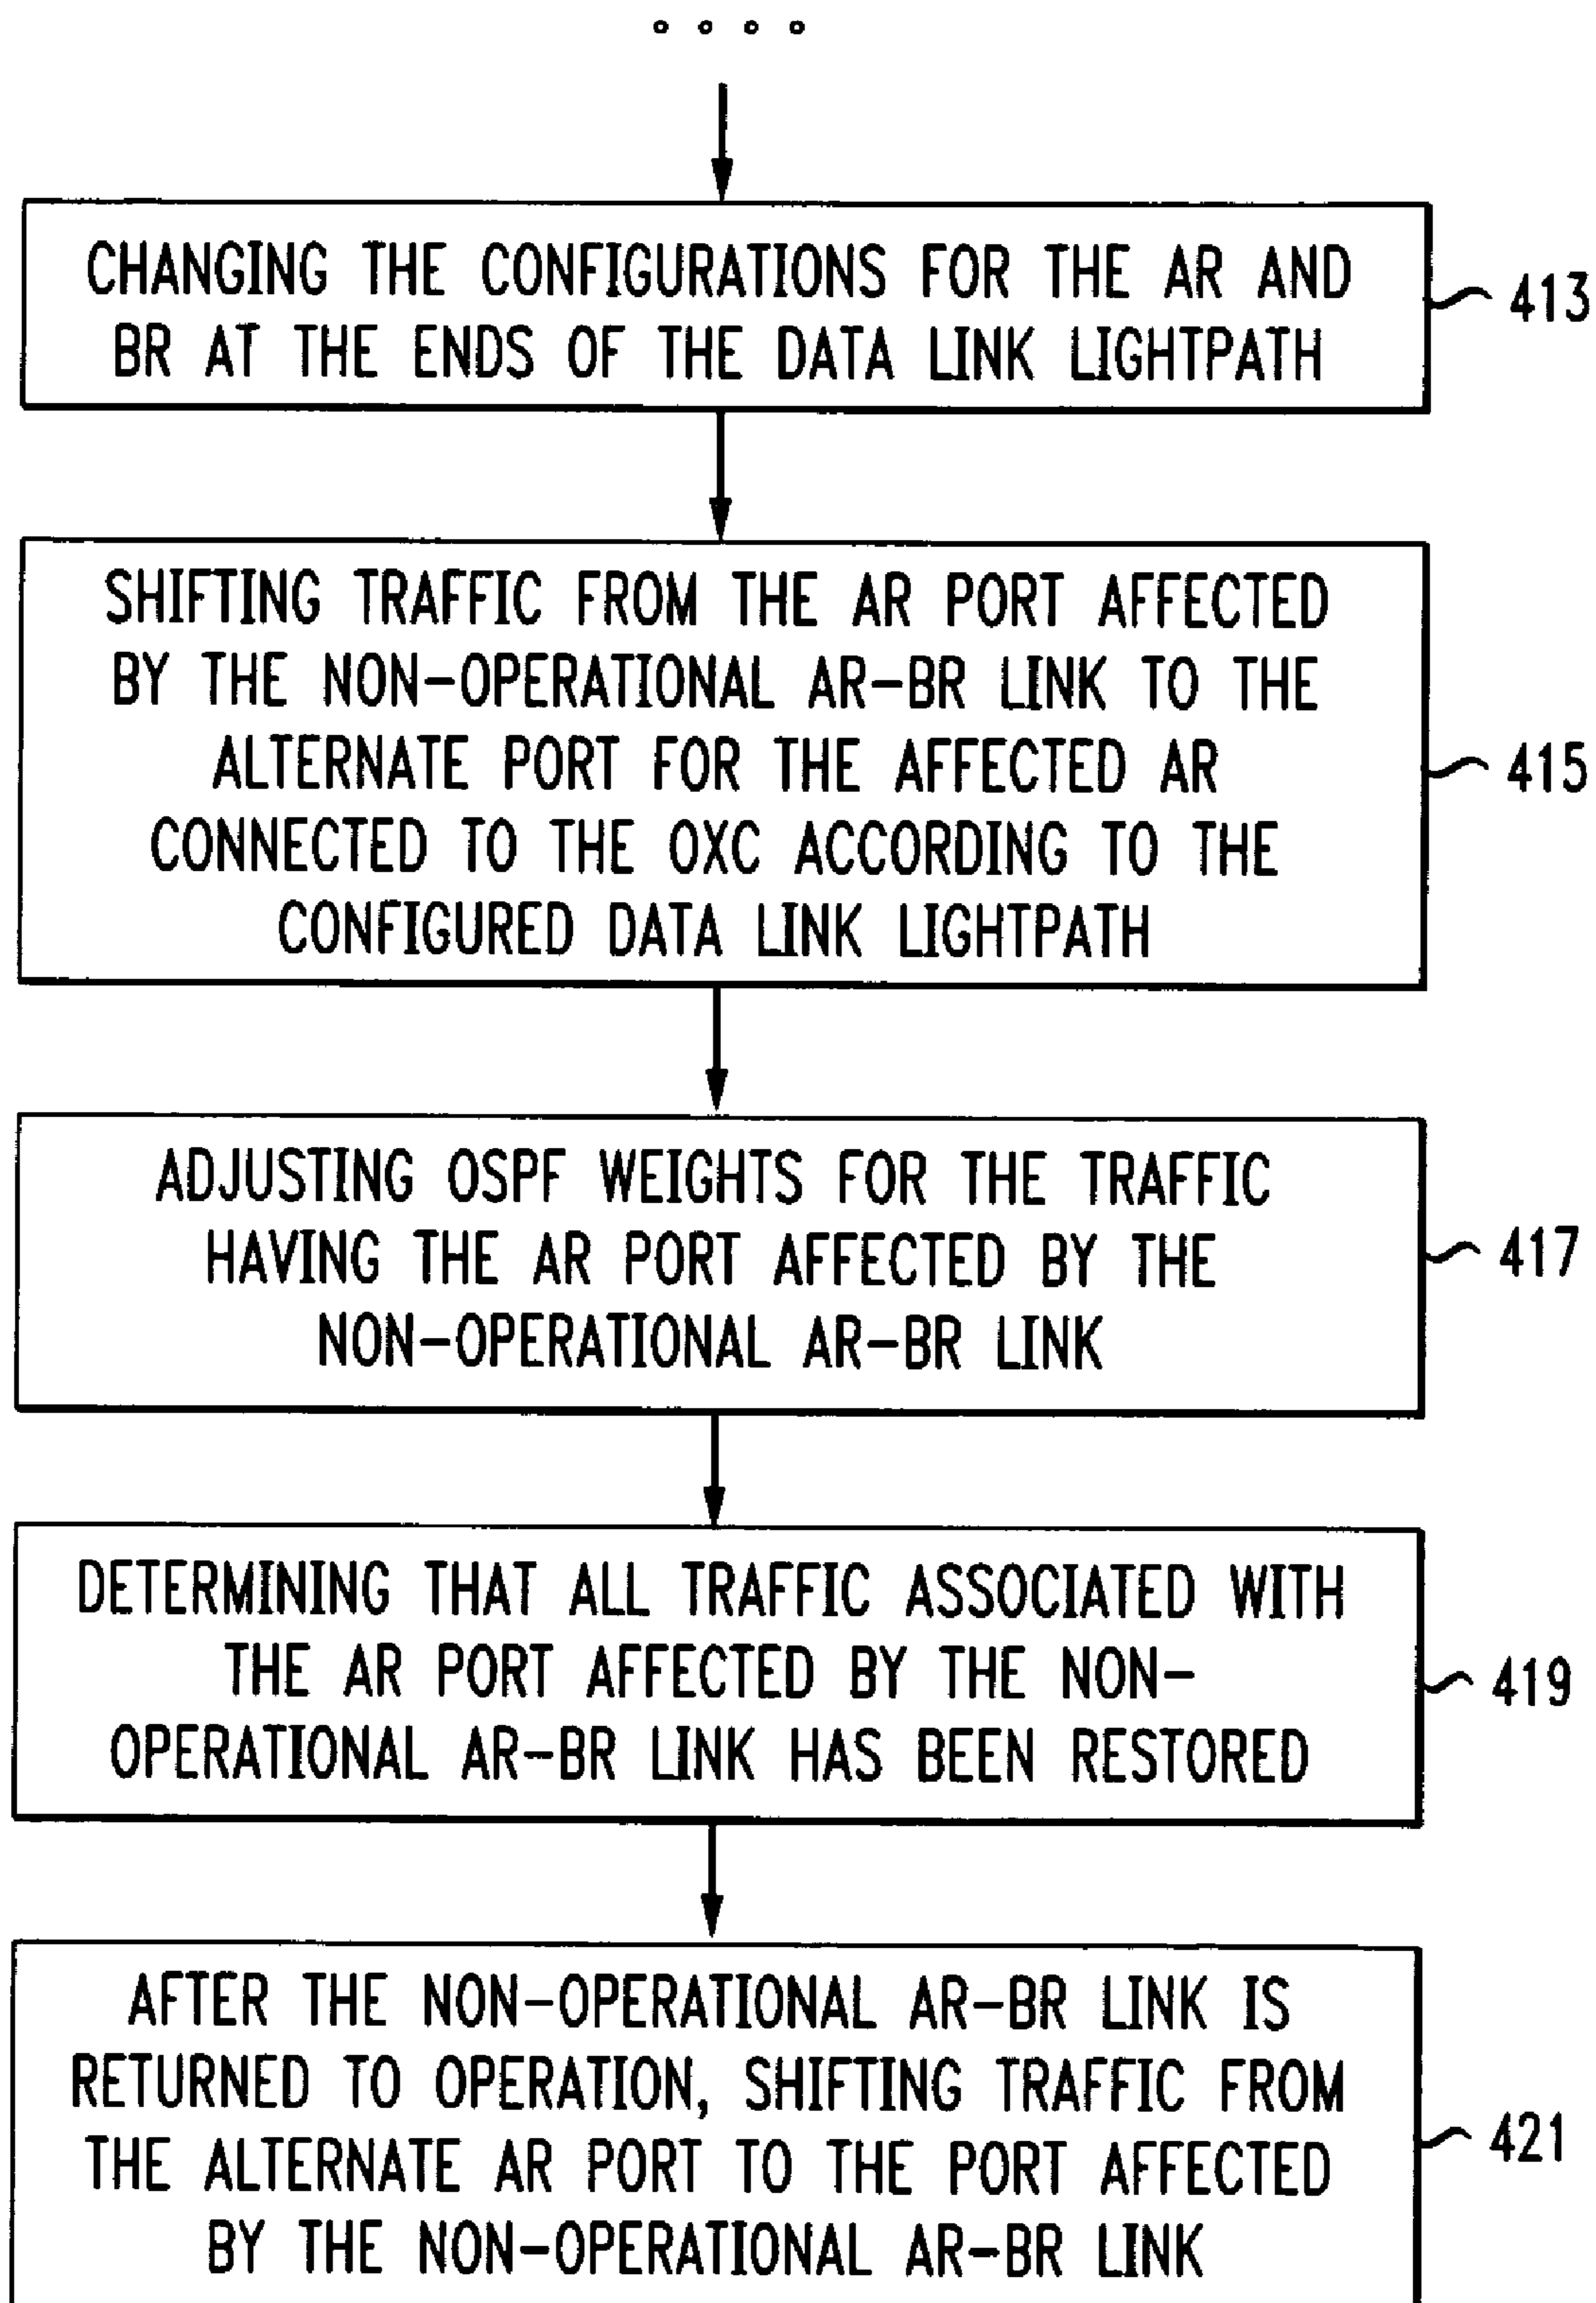 CHANGING THE CONFIGURATIONS FOR THE AR AND
BR AT THE ENDS OF THE DATA LINK LIGHTPATH
413
SHIFTING TRAFFIC FROM THE AR PORT AFFECTED
BY THE NON-OPERATIONAL AR-BR LINK TO THE
ALTERNATE PORT FOR THE AFFECTED AR
CONNECTED TO THE OXC ACCORDING TO THE
CONFIGURED DATA LINK LIGHTPATH
415
ADJUSTING OSPF WEIGHTS FOR THE TRAFFIC
HAVING THE AR PORT AFFECTED BY THE
NON-OPERATIONAL AR-BR LINK
417
DETERMINING THAT ALL TRAFFIC ASSOCIATED WITH
THE AR PORT AFFECTED BY THE NON-
OPERATIONAL AR-BR LINK HAS BEEN RESTORED
419
AFTER THE NON-OPERATIONAL AR-BR LINK IS
RETURNED TO OPERATION, SHIFTING TRAFFIC FROM
THE ALTERNATE AR PORT TO THE PORT AFFECTED
BY THE NON-OPERATIONAL AR-BR LINK
421